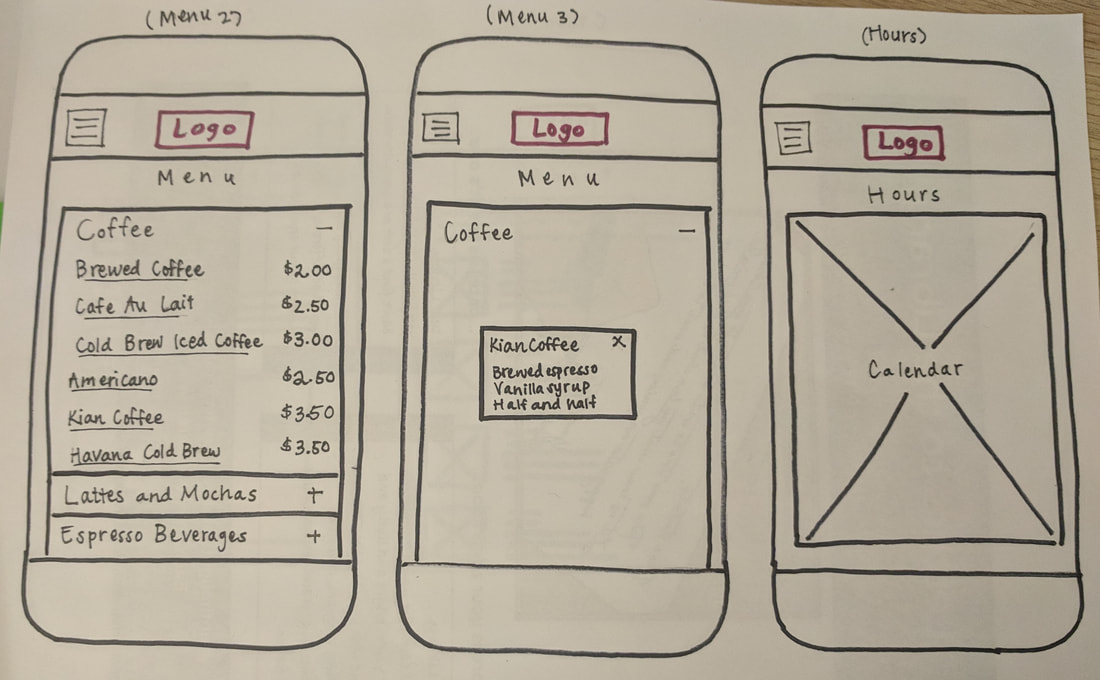 (Menu 2)
Logo
Menu
Coffee −
Brewed Coffee $2.00
Cafe Au Lait $2.50
Cold Brew Iced Coffee $3.00
Americano $2.50
Kian Coffee $3.50
Havana Cold Brew $3.50
Lattes and Mochas +
Espresso Beverages +
(Menu 3)
Logo
Menu
Coffee −
Kian Coffee X
Brewed espresso
Vanilla syrup
Half and half
(Hours)
Logo
Hours
Calendar